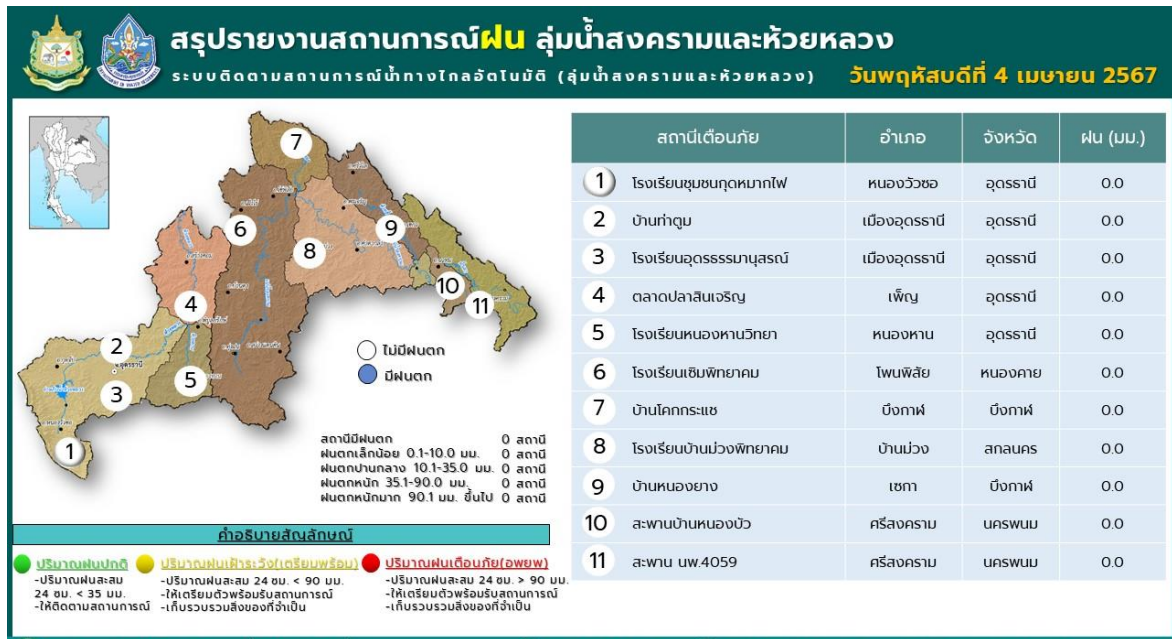 สรุปรายงานสถานการณ์ฝน ลุ่มน้ำสงครามและห้วยหลวง
ระบบติดตามสถานการณ์น้ำทางไกลอัตโนมัติ (ลุ่มน้ำสงครามและห้วยหลวง) วันพฤหัสบดีที่ 4 เมษายน 2567
7
6
9
8
10
11
4
2
อุดรธานี
5
3
1
ไม่มีฝนตก
มีฝนตก
สถานีมีฝนตก 0 สถานี
ฝนตกเล็กน้อย 0.1-10.0 มม. 0 สถานี
ฝนตกปานกลาง 10.1-35.0 มม. 0 สถานี
ฝนตกหนัก 35.1-90.0 มม. 0 สถานี
ฝนตกหนักมาก 90.1 มม. ขึ้นไป 0 สถานี
คำอธิบายสัญลักษณ์
ปริมาณฝนปกติ
-ปริมาณฝนสะสม
24 ชม. < 35 มม.
-ให้ติดตามสถานการณ์
ปริมาณฝนเฝ้าระวัง(เตรียมพร้อม)
-ปริมาณฝนสะสม 24 ชม. < 90 มม.
-ให้เตรียมตัวพร้อมรับสถานการณ์
-เก็บรวบรวมสิ่งของที่จำเป็น
ปริมาณฝนเตือนภัย(อพยพ)
-ปริมาณฝนสะสม 24 ชม. > 90 มม.
-ให้เตรียมตัวพร้อมรับสถานการณ์
-เก็บรวบรวมสิ่งของที่จำเป็น
สถานีเตือนภัย อำเภอ จังหวัด ฝน (มม.)
1 โรงเรียนชุมชนกุดหมากไฟ หนองวัวซอ อุดรธานี 0.0
2 บ้านท่าตูม เมืองอุดรธานี อุดรธานี 0.0
3 โรงเรียนอุดรธรรมานุสรณ์ เมืองอุดรธานี อุดรธานี 0.0
4 ตลาดปลาสินเจริญ เพ็ญ อุดรธานี 0.0
5 โรงเรียนหนองหานวิทยา หนองหาน อุดรธานี 0.0
6 โรงเรียนเซิมพิทยาคม โพนพิสัย หนองคาย 0.0
7 บ้านโคกกระแซ บึงกาฬ บึงกาฬ 0.0
8 โรงเรียนบ้านม่วงพิทยาคม บ้านม่วง สกลนคร 0.0
9 บ้านหนองยาง เซกา บึงกาฬ 0.0
10 สะพานบ้านหนองบัว ศรีสงคราม นครพนม 0.0
11 สะพาน นพ.4059 ศรีสงคราม นครพนม 0.0